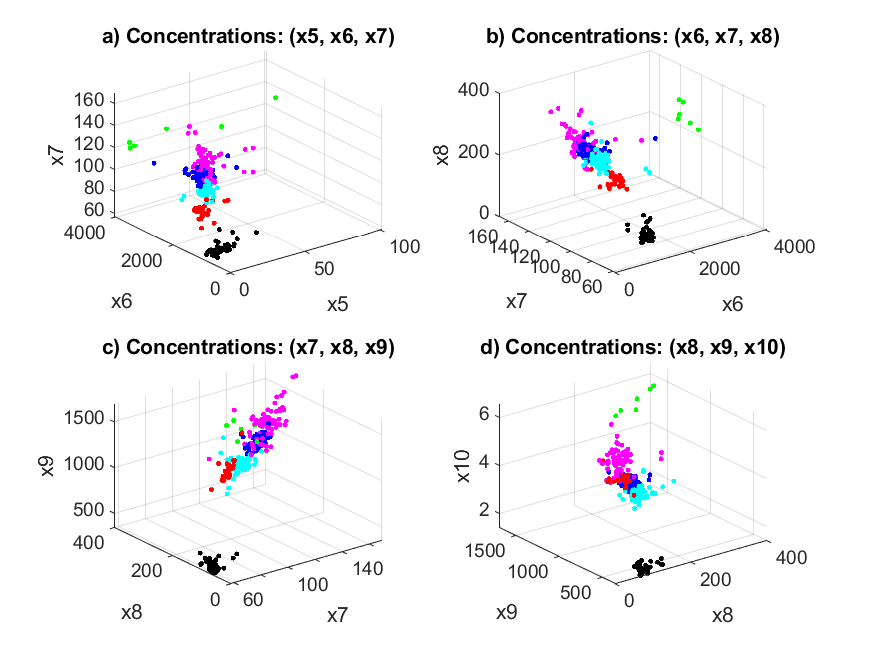 a) Concentrations: (x5, x6, x7)
160
140
120
100
80
60
x7
4000
2000
0
x6
0
50
100
x5
b) Concentrations: (x6, x7, x8)
400
200
0
x8
160
140
120
100
80
60
x7
0
2000
4000
x6
c) Concentrations: (x7, x8, x9)
1500
1000
500
x9
400
200
0
x8
60
100
140
x7
d) Concentrations: (x8, x9, x10)
6
4
2
x10
1500
1000
500
x9
0
200
400
x8